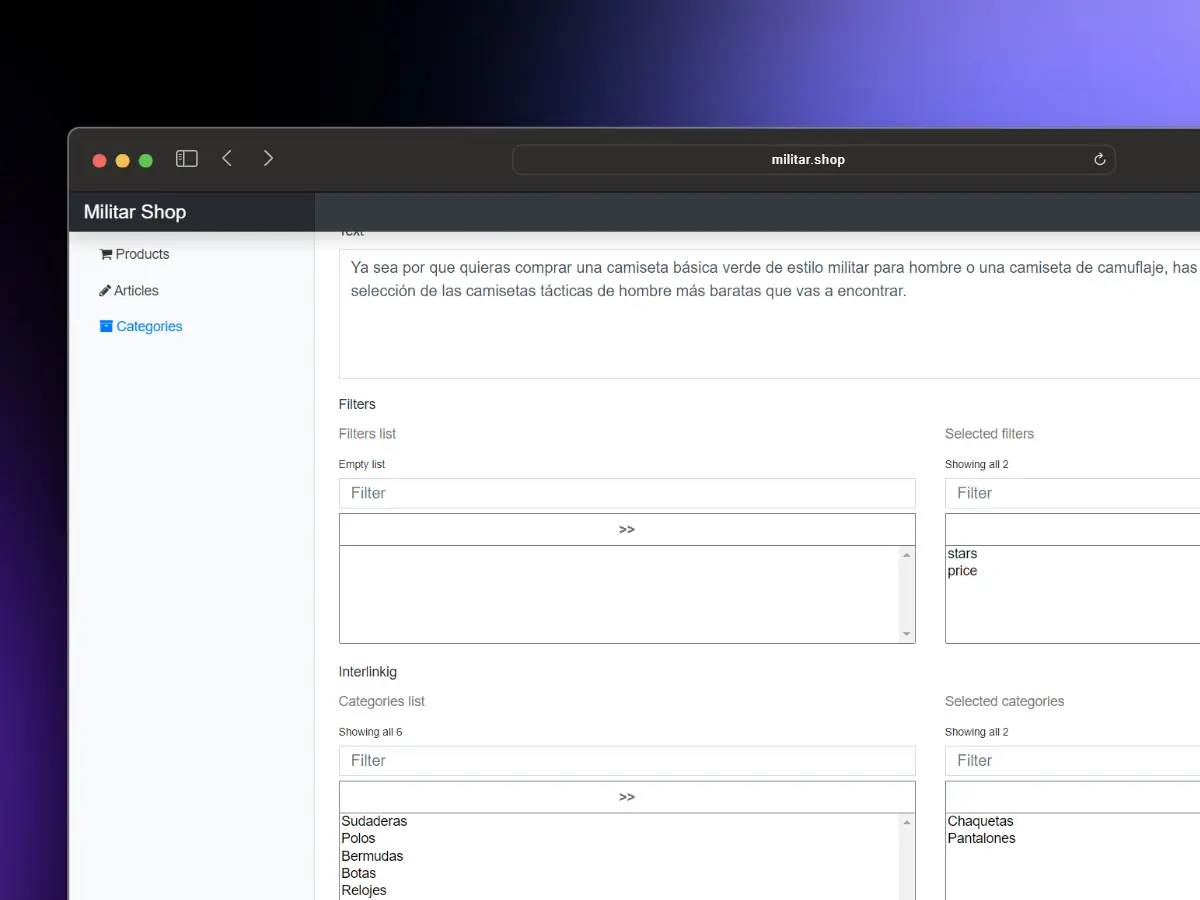 militar.shop
Militar Shop
Products
Articles
Categories
Text
Ya sea por que quieras comprar una camiseta básica verde de estilo militar para hombre o una camiseta de camuflaje, has
selección de las camisetas tácticas de hombre más baratas que vas a encontrar.
Filters
Filters list
Selected filters
Empty list
Showing all 2
Filter
Filter
>>
stars
price
Interlinkig
Categories list
Selected categories
Showing all 6
Showing all 2
Filter
Filter
>>
Sudaderas
Polos
Bermudas
Botas
Relojes
Chaquetas
Pantalones